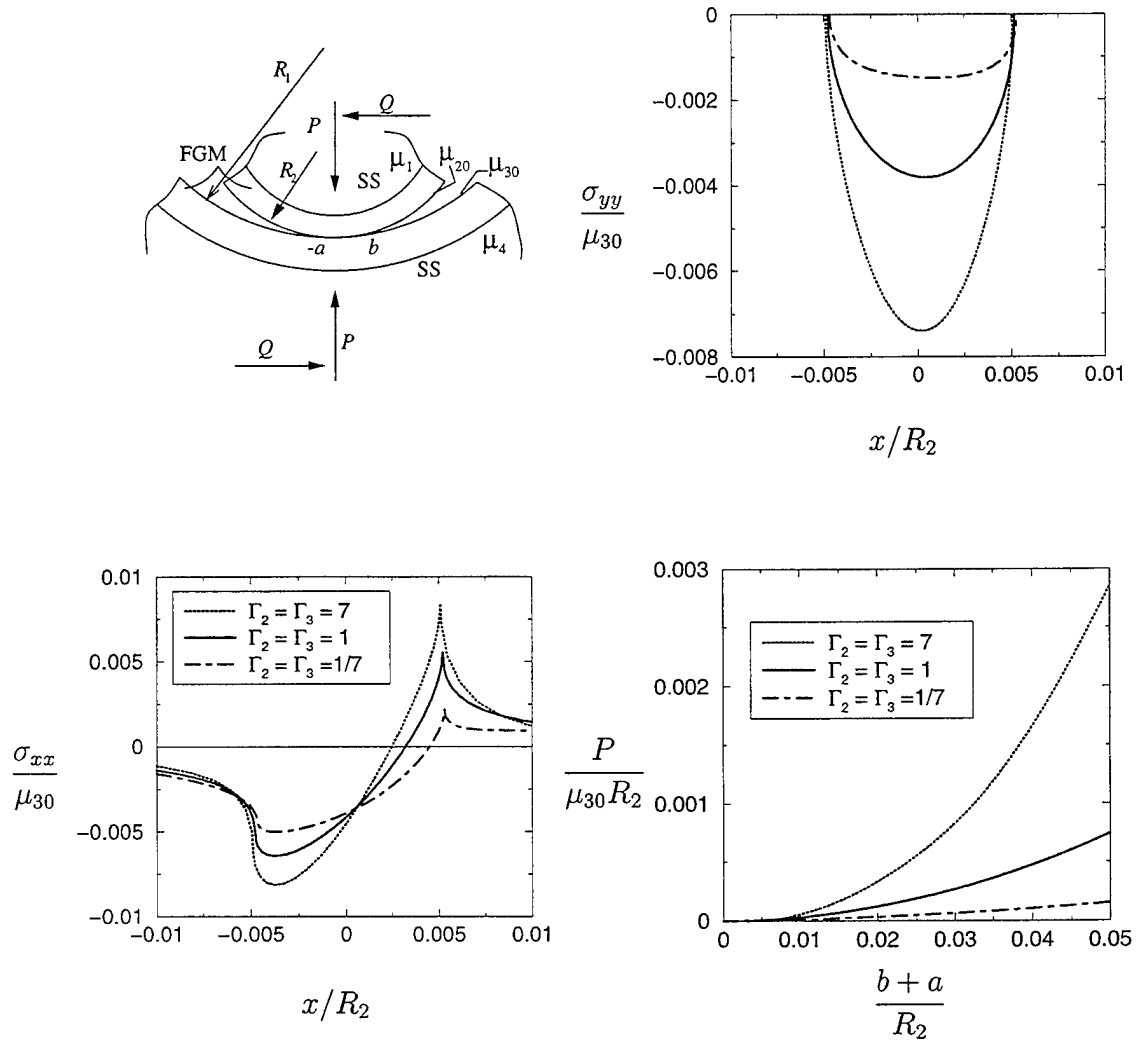 R₁
P
Q
FGM
R₂
μ₁
μ₂₀
μ₃₀
SS
-a
b
μ₄
SS
Q
P
0
−0.002
−0.004
−0.006
−0.008
σyy
μ₃₀
−0.01
−0.005
0
0.005
0.01
x/R₂
0.01
0.005
0
−0.005
−0.01
Γ₂ = Γ₃ = 7
Γ₂ = Γ₃ = 1
Γ₂ = Γ₃ =1/7
σxx
μ₃₀
−0.01
−0.005
0
0.005
0.01
x/R₂
0.003
0.002
0.001
0
Γ₂ = Γ₃ = 7
Γ₂ = Γ₃ = 1
Γ₂ = Γ₃ =1/7
P
μ₃₀R₂
0
0.01
0.02
0.03
0.04
0.05
b + a
R₂